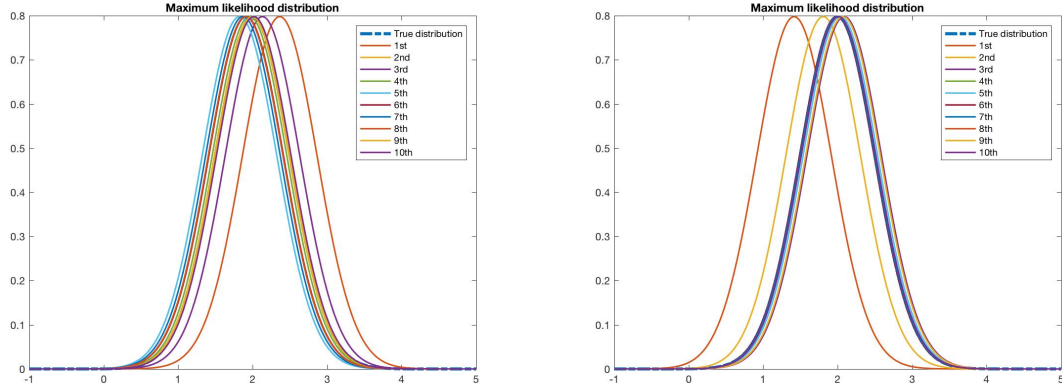 Maximum likelihood distribution
0.8
0.7
0.6
0.5
0.4
0.3
0.2
0.1
0
-1
0
1
2
3
4
5
True distribution
1st
2nd
3rd
4th
5th
6th
7th
8th
9th
10th
Maximum likelihood distribution
0.8
0.7
0.6
0.5
0.4
0.3
0.2
0.1
0
-1
0
1
2
3
4
5
True distribution
1st
2nd
3rd
4th
5th
6th
7th
8th
9th
10th